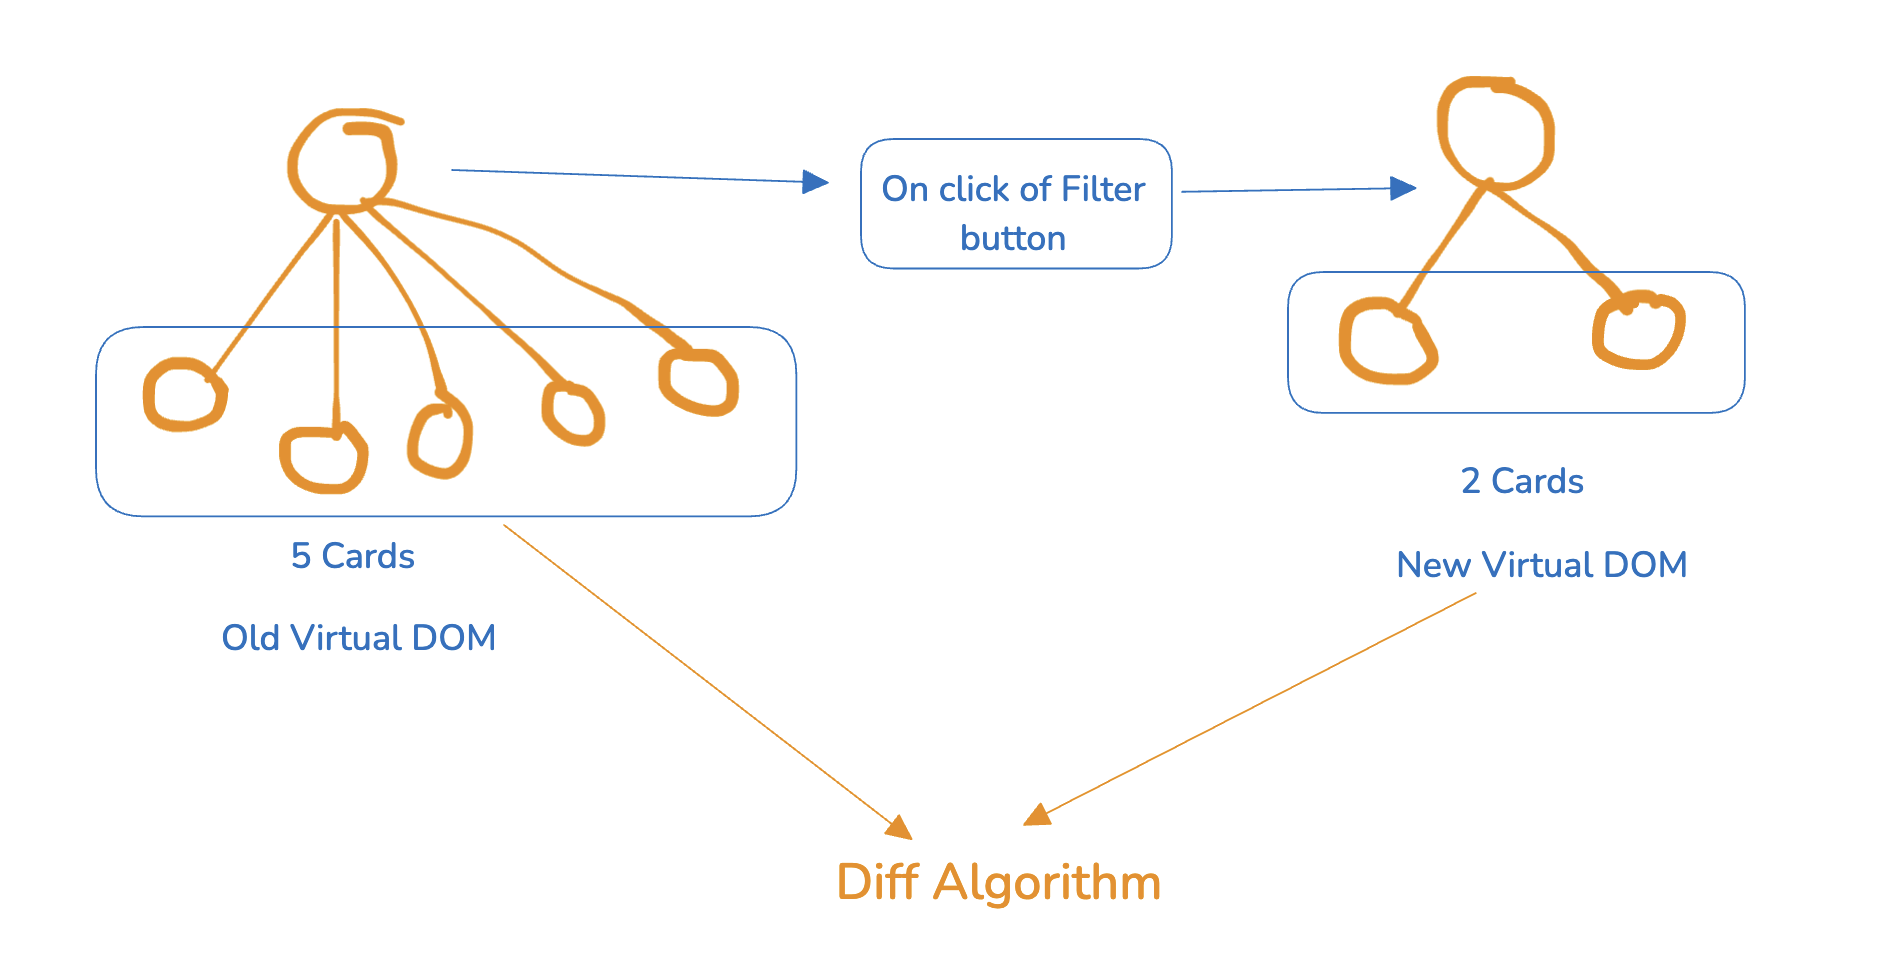 On click of Filter
button
5 Cards
Old Virtual DOM
2 Cards
New Virtual DOM
Diff Algorithm